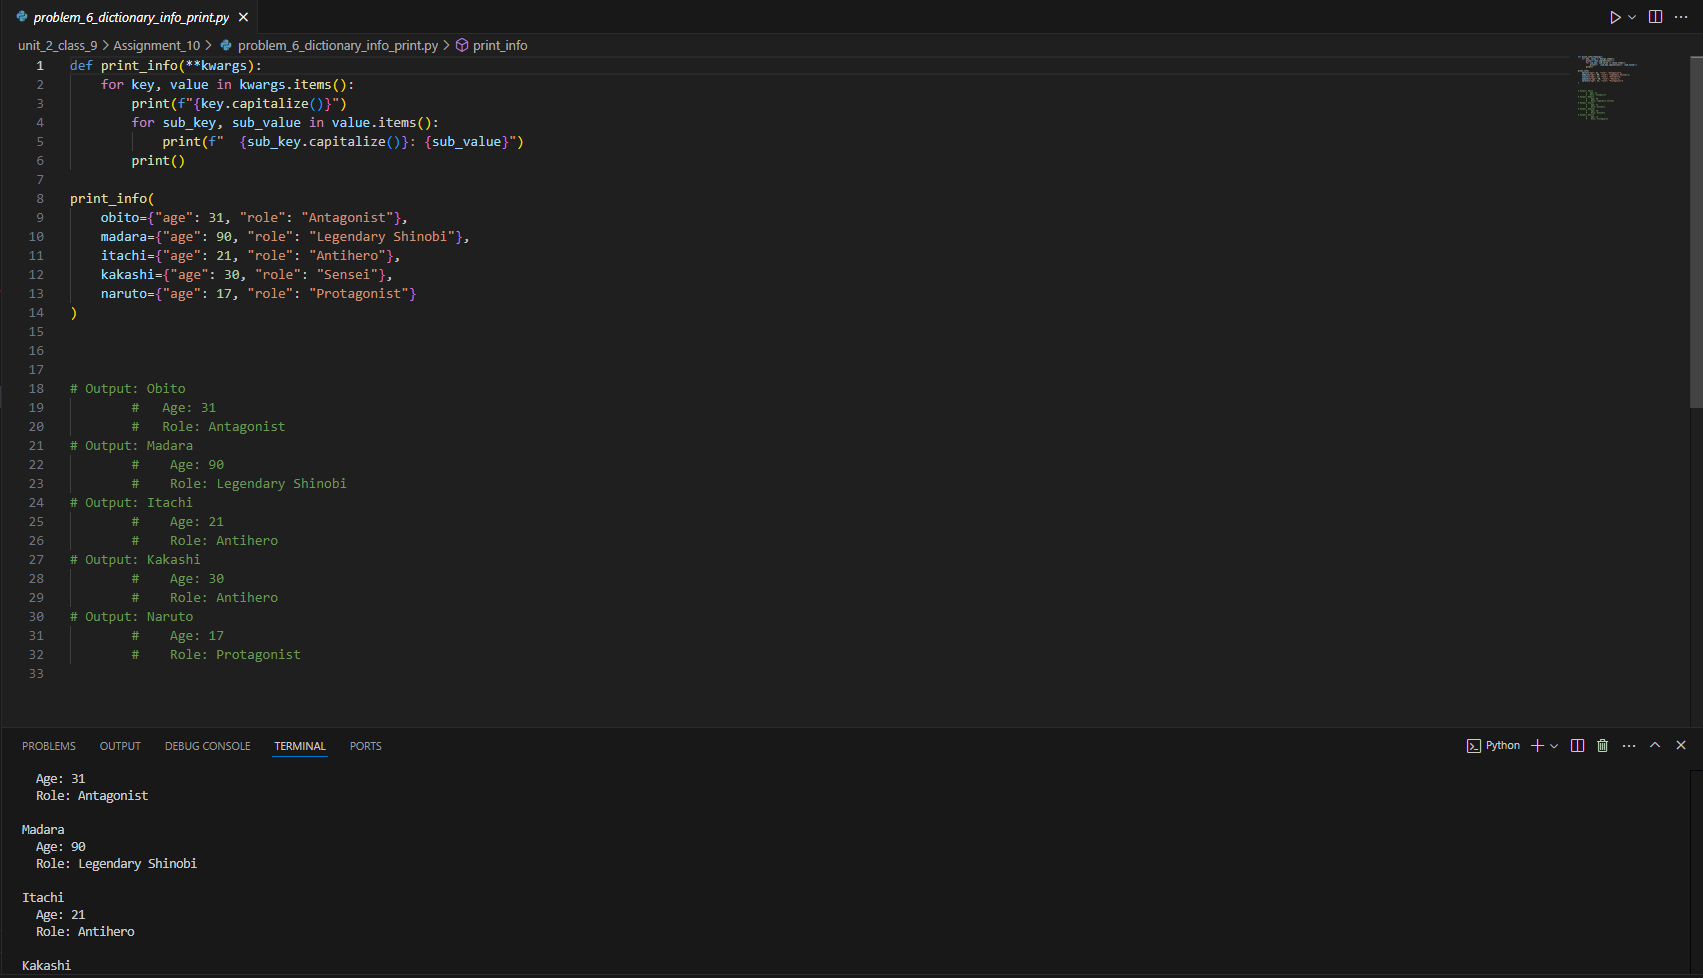 problem_6_dictionary_info_print.py
unit_2_class_9 > Assignment_10 > problem_6_dictionary_info_print.py > print_info
1 def print_info(**kwargs):
2     for key, value in kwargs.items():
3         print(f"{key.capitalize()}")
4         for sub_key, sub_value in value.items():
5             print(f"  {sub_key.capitalize()}: {sub_value}")
6         print()
7
8 print_info(
9     obito={"age": 31, "role": "Antagonist"},
10     madara={"age": 90, "role": "Legendary Shinobi"},
11     itachi={"age": 21, "role": "Antihero"},
12     kakashi={"age": 30, "role": "Sensei"},
13     naruto={"age": 17, "role": "Protagonist"}
14 )
15
16
17
18 # Output: Obito
19         #   Age: 31
20         #   Role: Antagonist
21 # Output: Madara
22         #    Age: 90
23         #    Role: Legendary Shinobi
24 # Output: Itachi
25         #    Age: 21
26         #    Role: Antihero
27 # Output: Kakashi
28         #    Age: 30
29         #    Role: Antihero
30 # Output: Naruto
31         #    Age: 17
32         #    Role: Protagonist
33
PROBLEMS OUTPUT DEBUG CONSOLE TERMINAL PORTS Python
  Age: 31
  Role: Antagonist
Madara
  Age: 90
  Role: Legendary Shinobi
Itachi
  Age: 21
  Role: Antihero
Kakashi